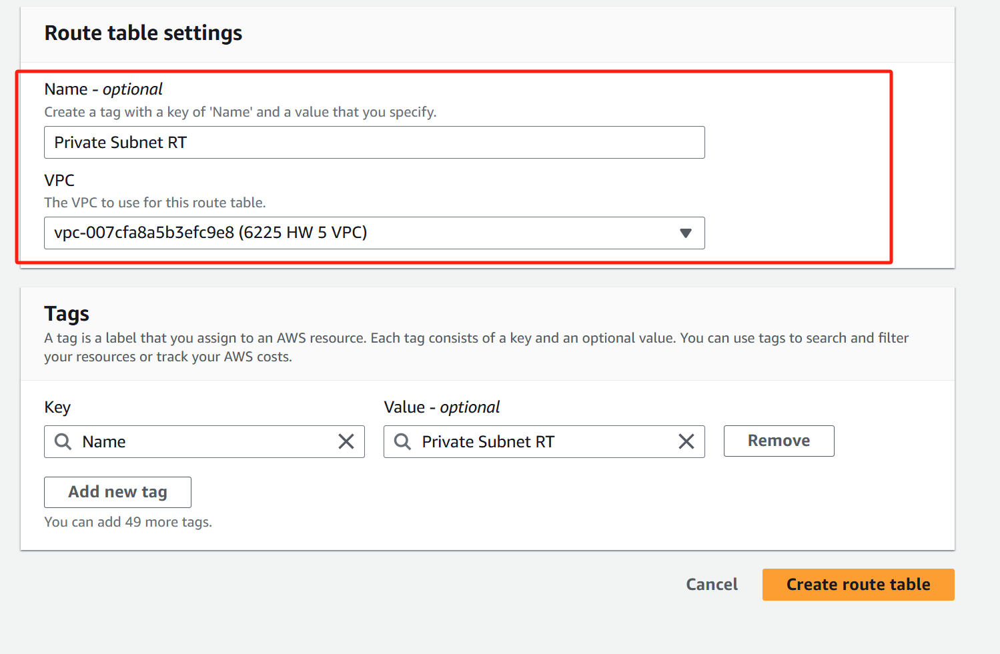 Route table settings
Name - optional
Create a tag with a key of 'Name' and a value that you specify.
Private Subnet RT
VPC
The VPC to use for this route table.
vpc-007cfa8a5b3efc9e8 (6225 HW 5 VPC)
Tags
A tag is a label that you assign to an AWS resource. Each tag consists of a key and an optional value. You can use tags to search and filter
your resources or track your AWS costs.
Key
Value - optional
Name
Private Subnet RT
Remove
Add new tag
You can add 49 more tags.
Cancel
Create route table